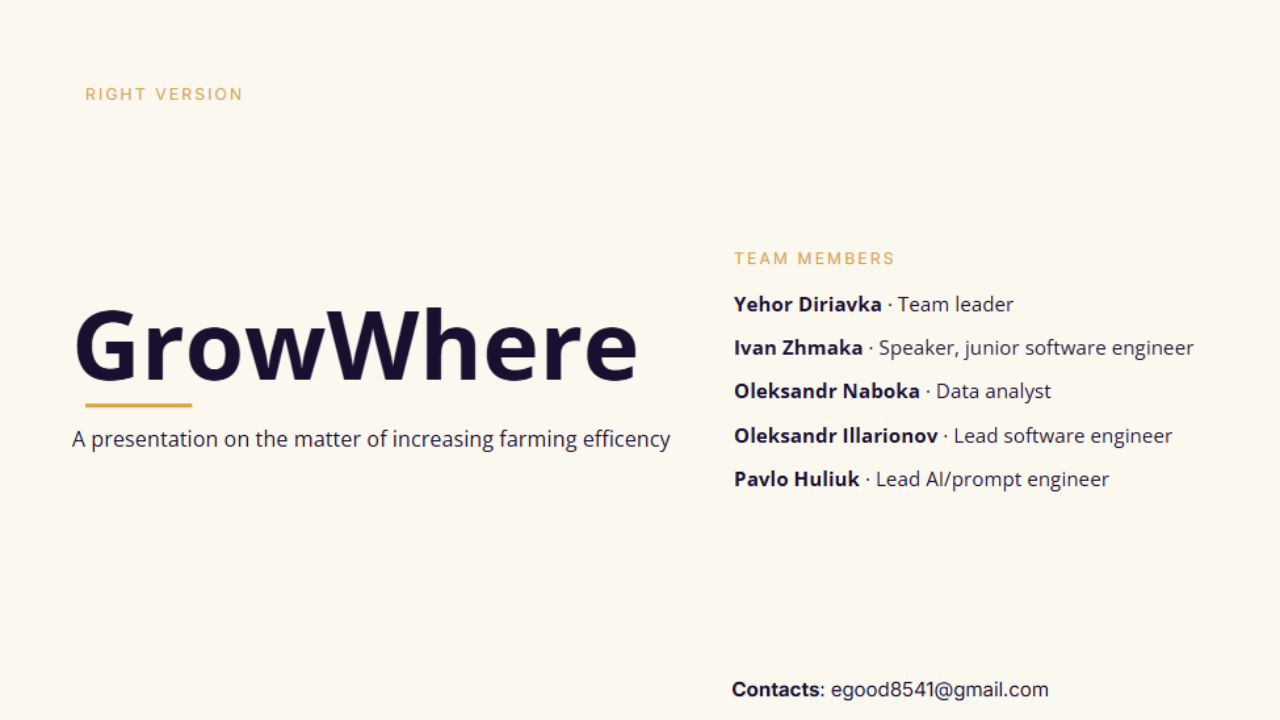 RIGHT VERSION
GrowWhere
A presentation on the matter of increasing farming efficency
TEAM MEMBERS
Yehor Diriavka · Team leader
Ivan Zhmaka · Speaker, junior software engineer
Oleksandr Naboka · Data analyst
Oleksandr Illarionov · Lead software engineer
Pavlo Huliuk · Lead AI/prompt engineer
Contacts: egood8541@gmail.com